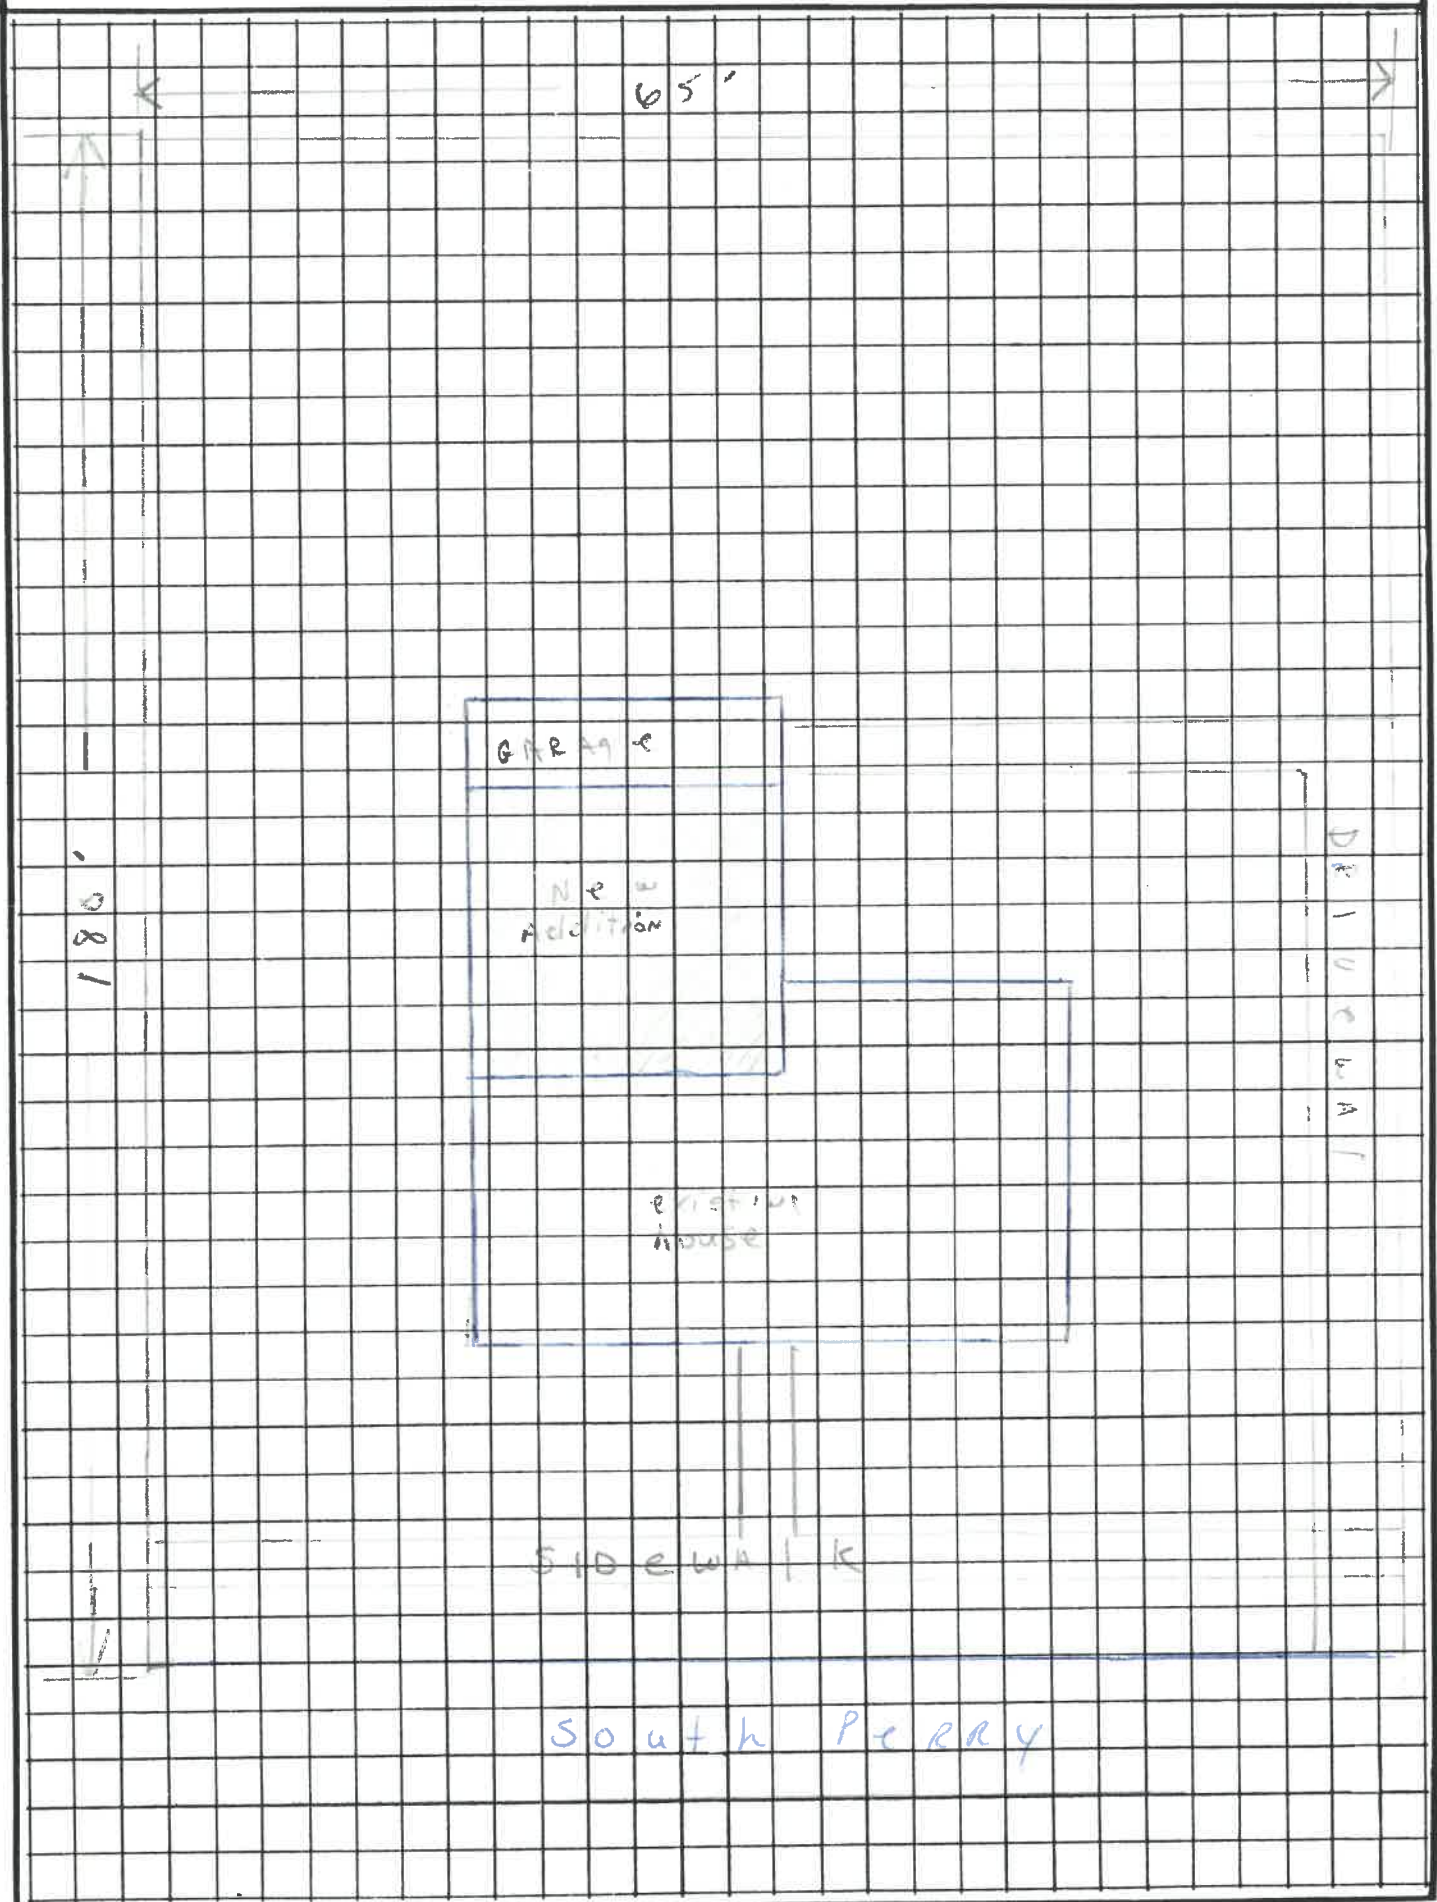 65'
GARAge
New
Addition
180'
DRIVEWAY
existing
house
SIDewAlK
South PeRRy